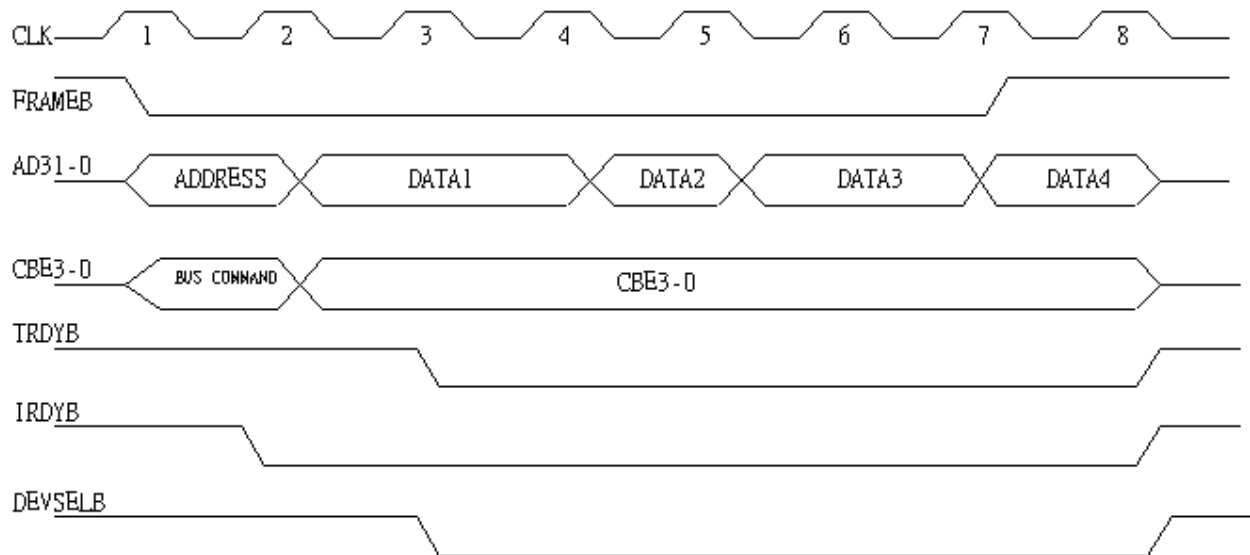 CLK 1 2 3 4 5 6 7 8
FRAMEB
AD31-0 ADDRESS DATA1 DATA2 DATA3 DATA4
CBE3-0 BUS COMMAND CBE3-0
TRDYB
IRDYB
DEVSELB